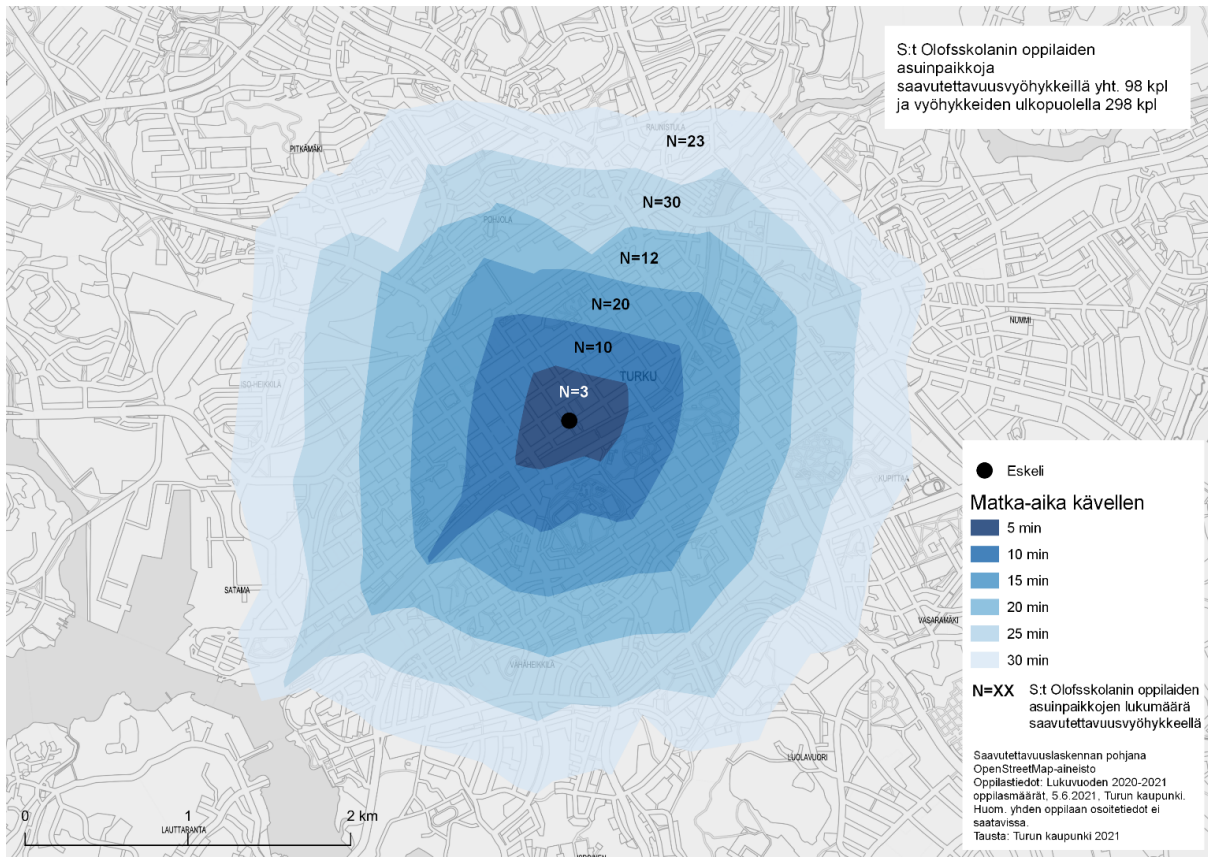 S:t Olofsskolanin oppilaiden
asuinpaikkoja
saavutettavuusvyöhykkeillä yht. 98 kpl
ja vyöhykkeiden ulkopuolella 298 kpl
RAUNISTULA
N=23
PITKÄMÄKI
N=30
POHJOLA
N=12
N=20
NUMMI
N=10
TURKU
ISO-HEIKKILÄ
N=3
KUPITTAA
SATAMA
VASARAMÄKI
VÄHÄHEIKKILÄ
LUOLAVUORI
0 1 2 km
LAUTTARANTA
Eskeli
Matka-aika kävellen
5 min
10 min
15 min
20 min
25 min
30 min
N=XX S:t Olofsskolanin oppilaiden
asuinpaikkojen lukumäärä
saavutettavuusvyöhykkeellä
Saavutettavuuslaskennan pohjana
OpenStreetMap-aineisto
Oppilastiedot: Lukuvuoden 2020-2021
oppilasmäärät, 5.6.2021, Turun kaupunki.
Huom. yhden oppilaan osoitetiedot ei
saatavissa.
Tausta: Turun kaupunki 2021